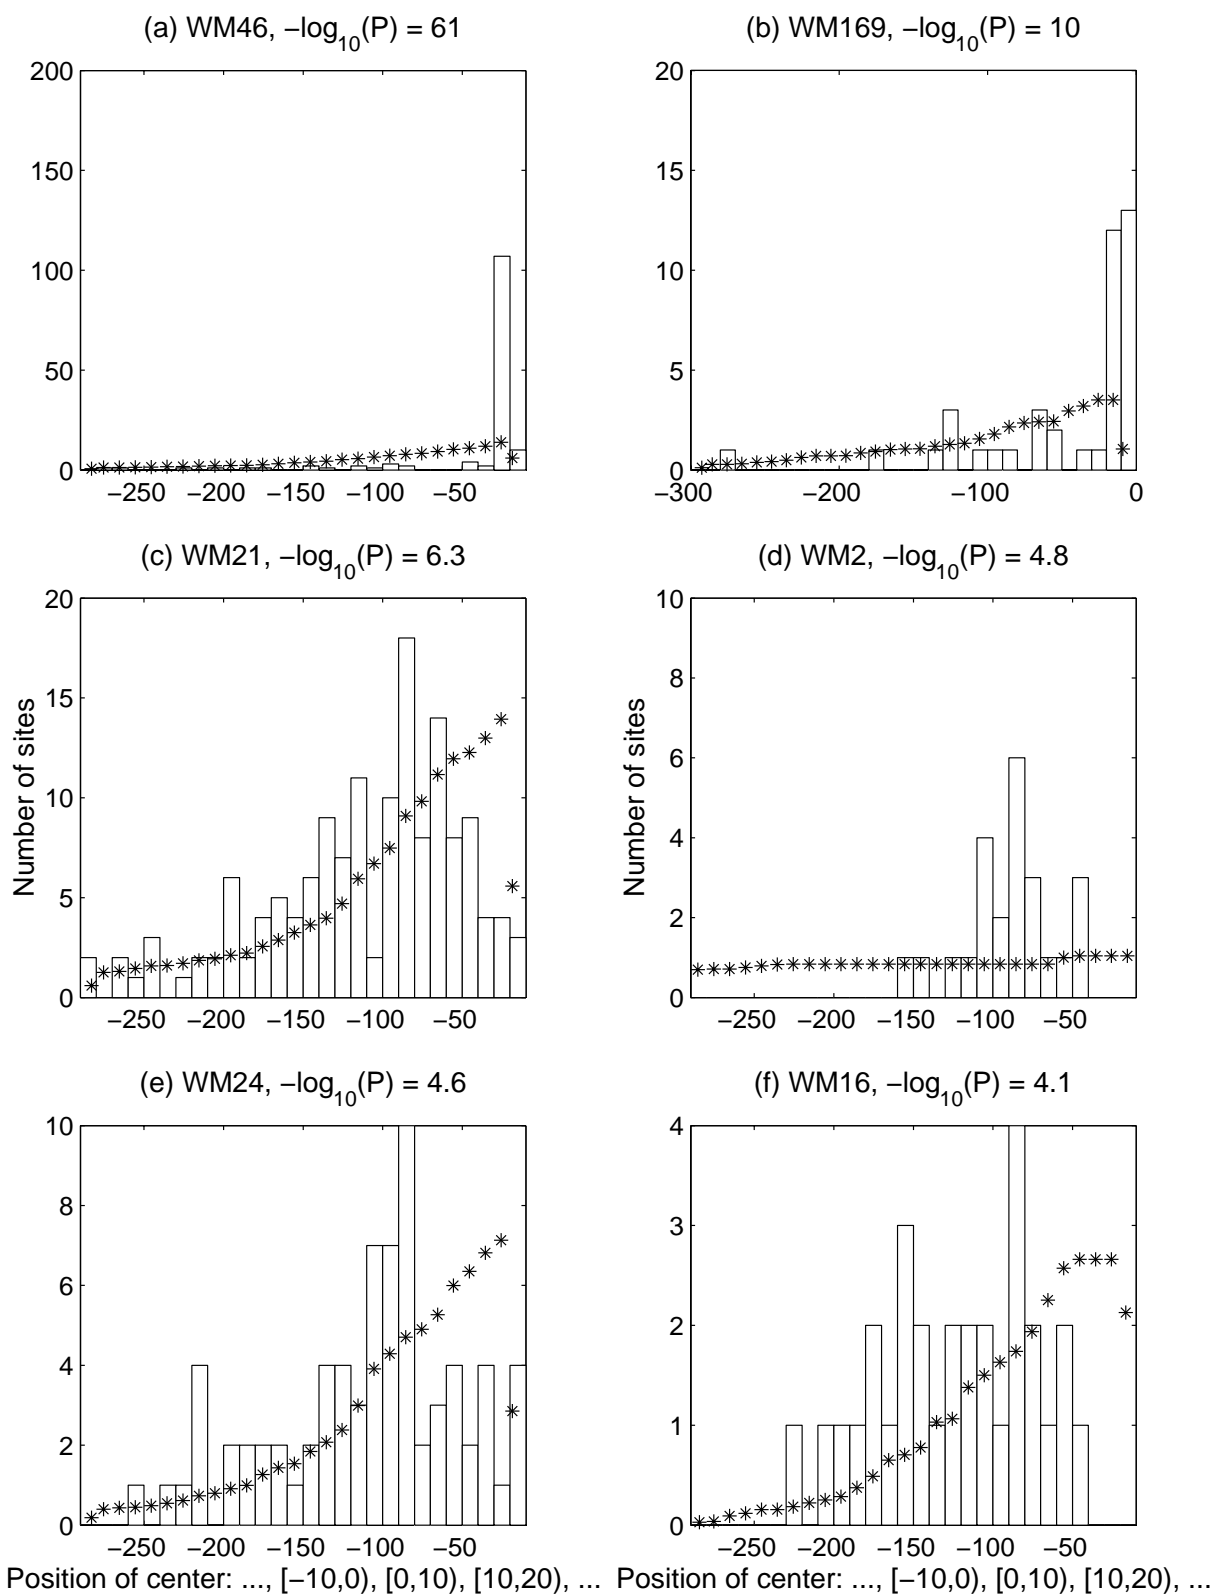 (a) WM46, −log10(P) = 61
200
150
100
50
0
−250 −200 −150 −100 −50
(b) WM169, −log10(P) = 10
20
15
10
5
0
−300 −200 −100 0
(c) WM21, −log10(P) = 6.3
20
15
10
5
0
Number of sites
−250 −200 −150 −100 −50
(d) WM2, −log10(P) = 4.8
10
8
6
4
2
0
Number of sites
−250 −200 −150 −100 −50
(e) WM24, −log10(P) = 4.6
10
8
6
4
2
0
−250 −200 −150 −100 −50
Position of center: ..., [−10,0), [0,10), [10,20), ...
(f) WM16, −log10(P) = 4.1
4
3
2
1
0
−250 −200 −150 −100 −50
Position of center: ..., [−10,0), [0,10), [10,20), ...